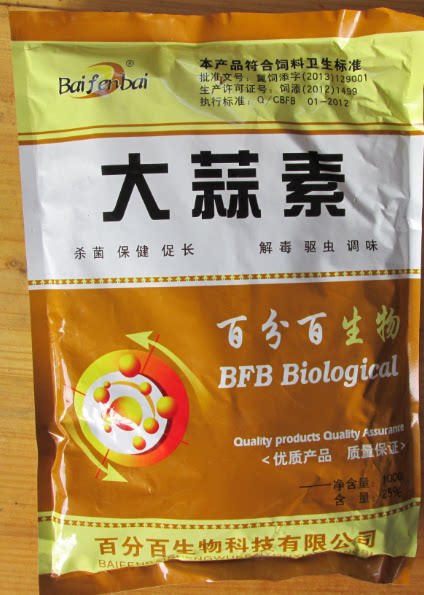 Baifenbai
本产品符合饲料卫生标准
批准文号：冀饲添字(2013)129001
生产许可证号：饲添(2012)1499
执行标准：Q/CBFB 01-2012
大蒜素
杀菌 保健 促长 解毒 驱虫 调味
百分百生物
BFB Biological
Quality products Quality Assurance
<优质产品 质量保证>
净含量：1000
含 量：25%
百分百生物科技有限公司